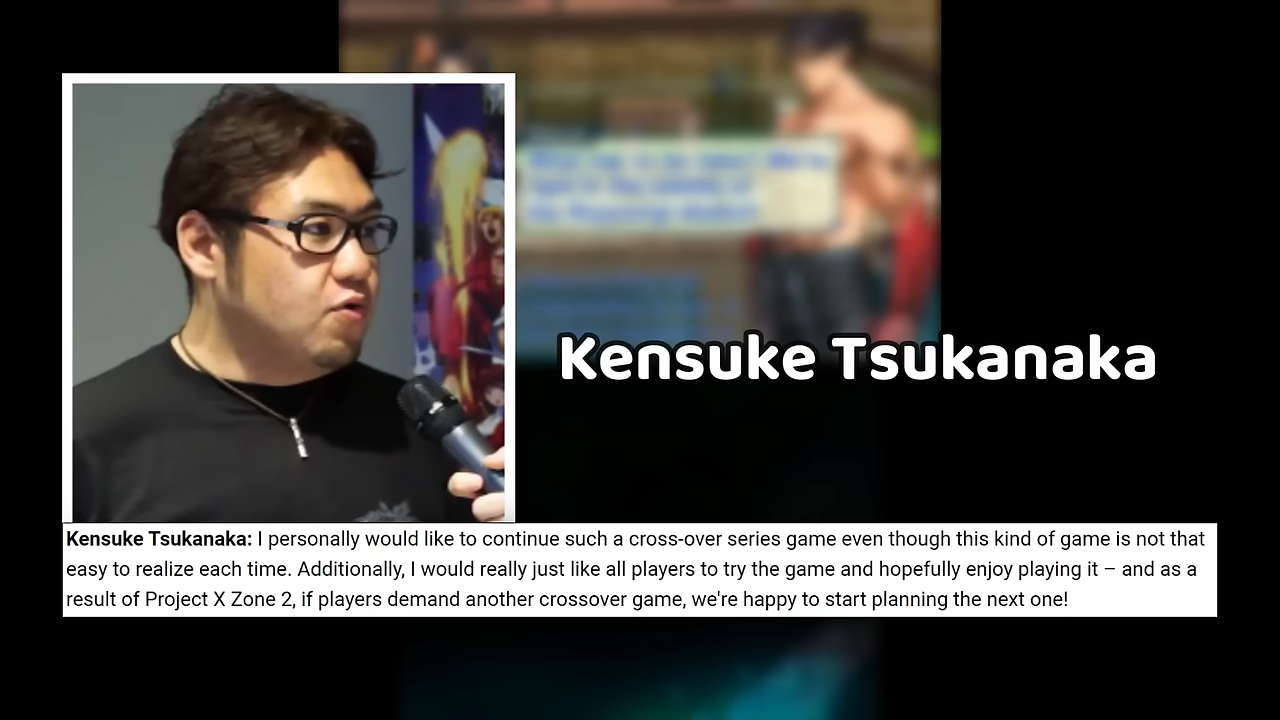 Kensuke Tsukanaka
Kensuke Tsukanaka: I personally would like to continue such a cross-over series game even though this kind of game is not that
easy to realize each time. Additionally, I would really just like all players to try the game and hopefully enjoy playing it – and as a
result of Project X Zone 2, if players demand another crossover game, we're happy to start planning the next one!